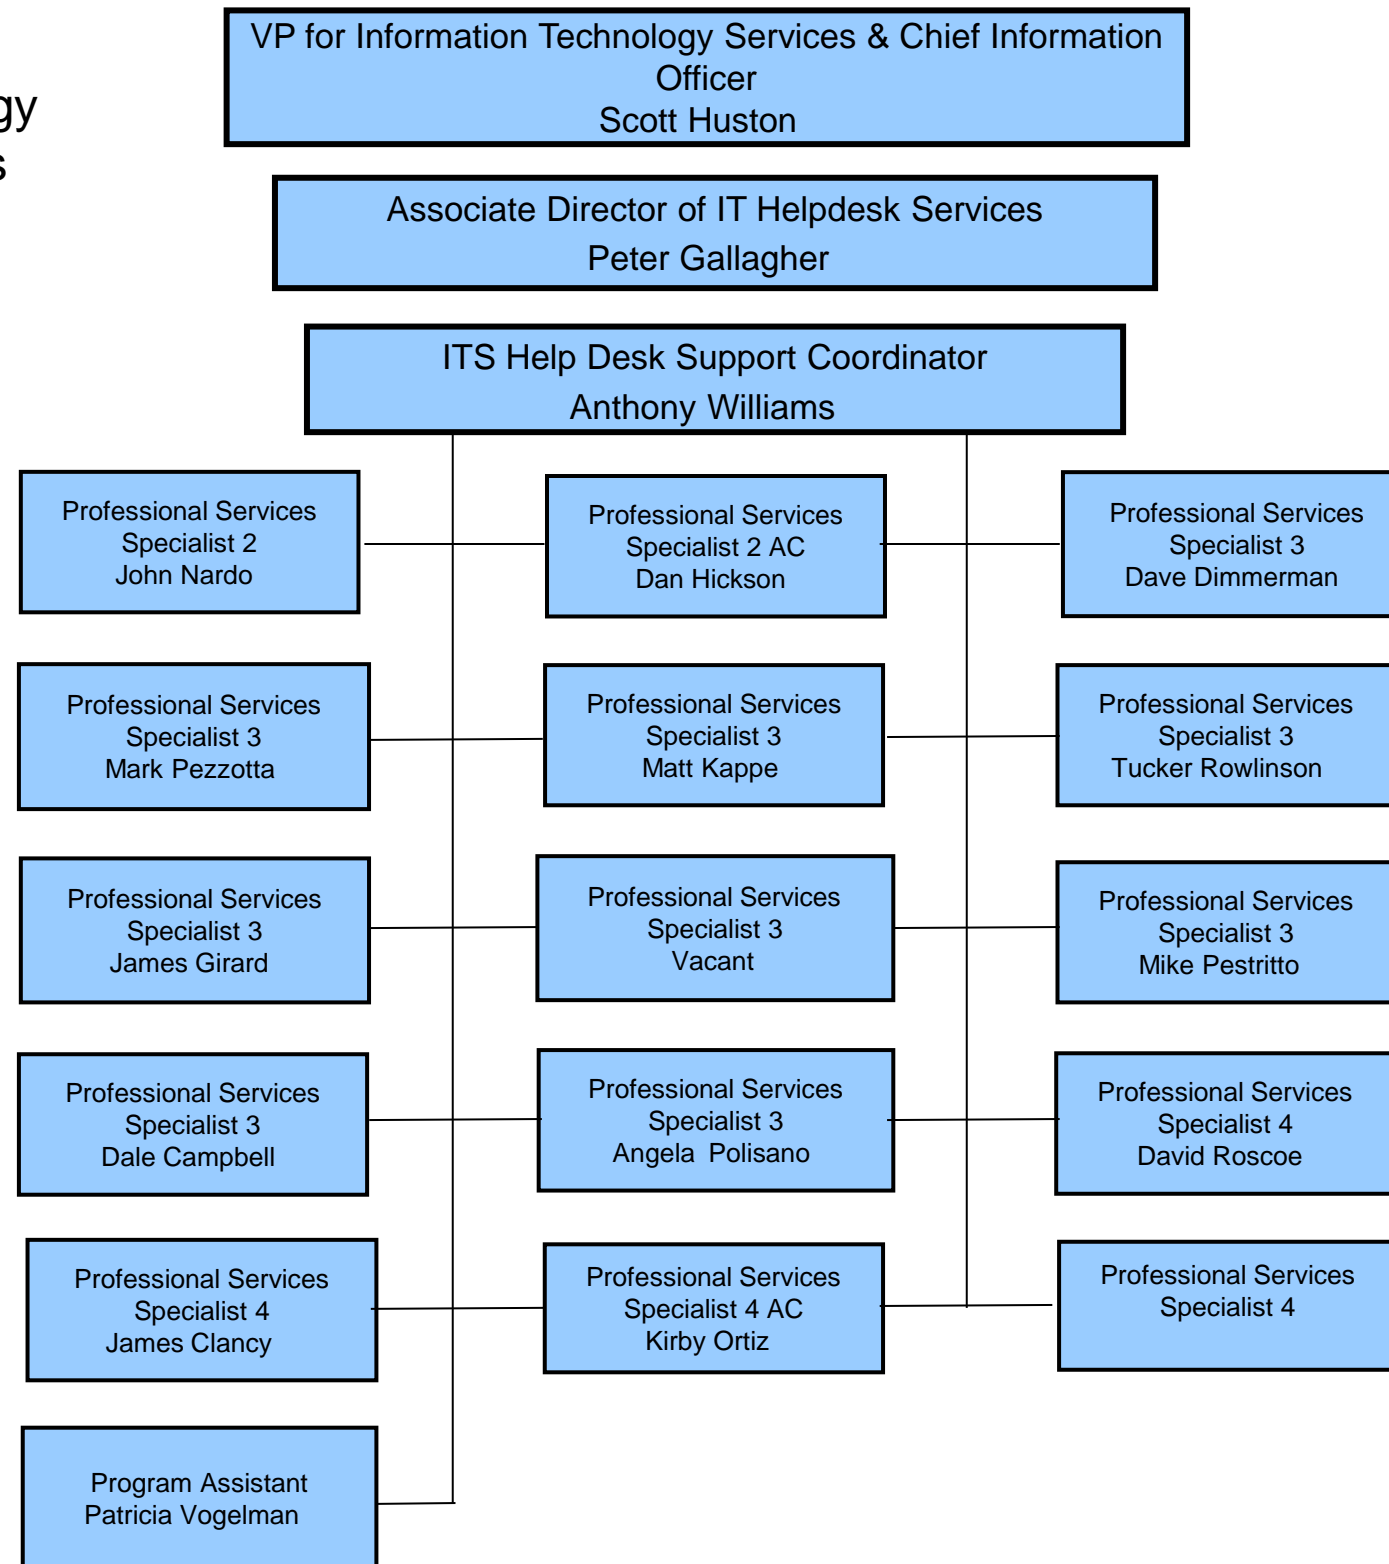 VP for Information Technology Services & Chief Information
Officer
Scott Huston
gy
s
Associate Director of IT Helpdesk Services
Peter Gallagher
ITS Help Desk Support Coordinator
Anthony Williams
Professional Services
Specialist 2
John Nardo
Professional Services
Specialist 2 AC
Dan Hickson
Professional Services
Specialist 3
Dave Dimmerman
Professional Services
Specialist 3
Mark Pezzotta
Professional Services
Specialist 3
Matt Kappe
Professional Services
Specialist 3
Tucker Rowlinson
Professional Services
Specialist 3
James Girard
Professional Services
Specialist 3
Vacant
Professional Services
Specialist 3
Mike Pestritto
Professional Services
Specialist 3
Dale Campbell
Professional Services
Specialist 3
Angela  Polisano
Professional Services
Specialist 4
David Roscoe
Professional Services
Specialist 4
James Clancy
Professional Services
Specialist 4 AC
Kirby Ortiz
Professional Services
Specialist 4
Program Assistant
Patricia Vogelman